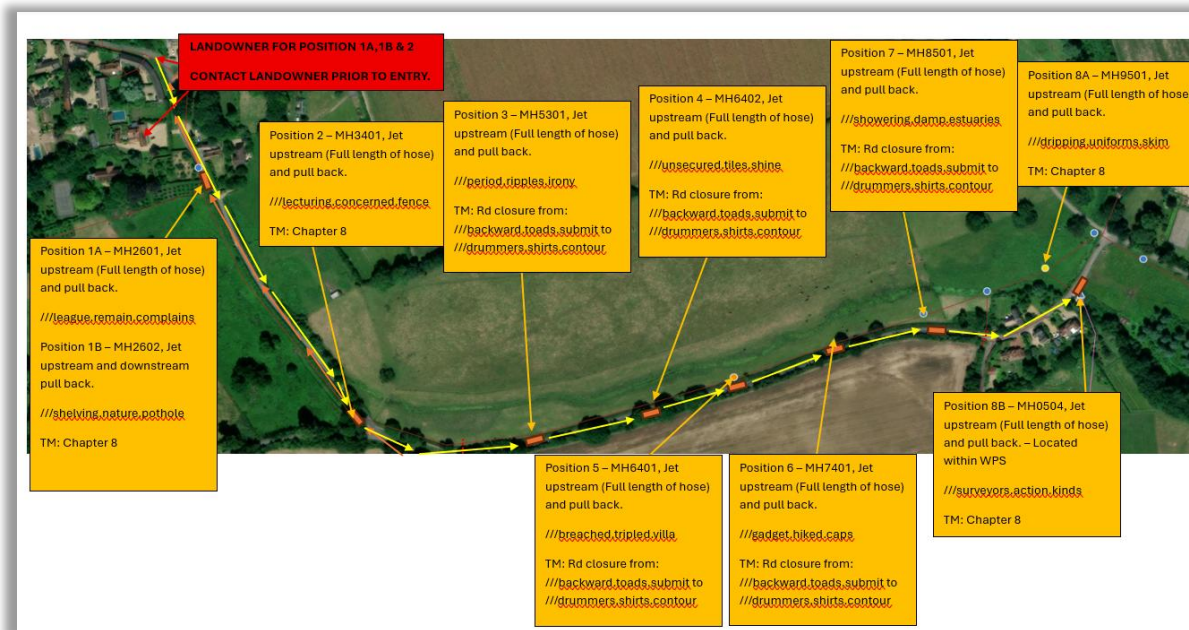 LANDOWNER FOR POSITION 1A,1B & 2
CONTACT LANDOWNER PRIOR TO ENTRY.
Position 1A – MH2601, Jet
upstream (Full length of hose)
and pull back.
///league.remain.complains
Position 1B – MH2602, Jet
upstream and downstream
pull back.
///shelving.nature.pothole
TM: Chapter 8
Position 2 – MH3401, Jet
upstream (Full length of hose)
and pull back.
///lecturing.concerned.fence
TM: Chapter 8
Position 3 – MH5301, Jet
upstream (Full length of hose)
and pull back.
///period.ripples.irony
TM: Rd closure from:
///backward.toads.submit to
///drummers.shirts.contour
Position 4 – MH6402, Jet
upstream (Full length of hose)
and pull back.
///unsecured.tiles.shine
TM: Rd closure from:
///backward.toads.submit to
///drummers.shirts.contour
Position 5 – MH6401, Jet
upstream (Full length of hose)
and pull back.
///breached.tripled.villa
TM: Rd closure from:
///backward.toads.submit to
///drummers.shirts.contour
Position 6 – MH7401, Jet
upstream (Full length of hose)
and pull back.
///gadget.hiked.caps
TM: Rd closure from:
///backward.toads.submit to
///drummers.shirts.contour
Position 7 – MH8501, Jet
upstream (Full length of hose)
and pull back.
///showering.damp.estuaries
TM: Rd closure from:
///backward.toads.submit to
///drummers.shirts.contour
Position 8A – MH9501, Jet
upstream (Full length of hose
and pull back.
///dripping.uniforms.skim
TM: Chapter 8
Position 8B – MH0504, Jet
upstream (Full length of hose)
and pull back. – Located
within WPS
///surveyors.action.kinds
TM: Chapter 8